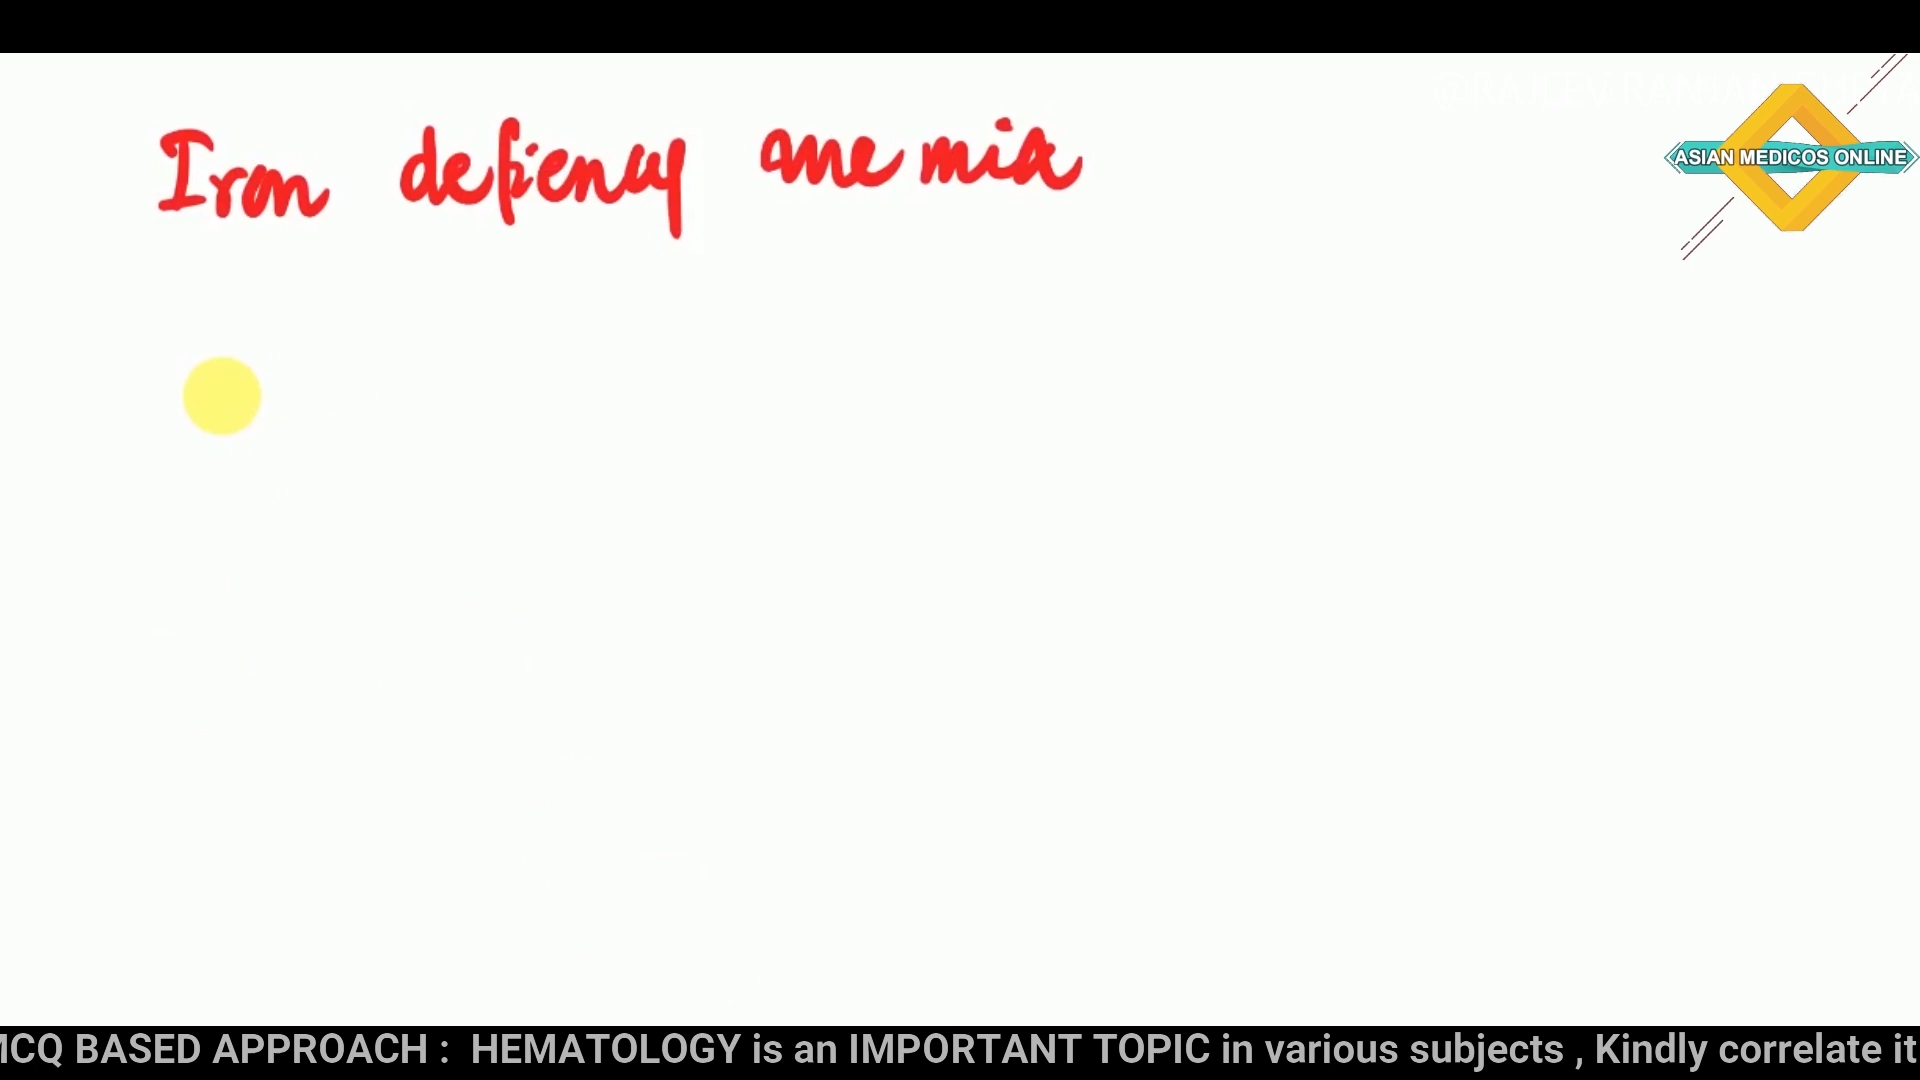 Iron defiency anemia
ASIAN MEDICOS ONLINE
MCQ BASED APPROACH : HEMATOLOGY is an IMPORTANT TOPIC in various subjects , Kindly correlate it